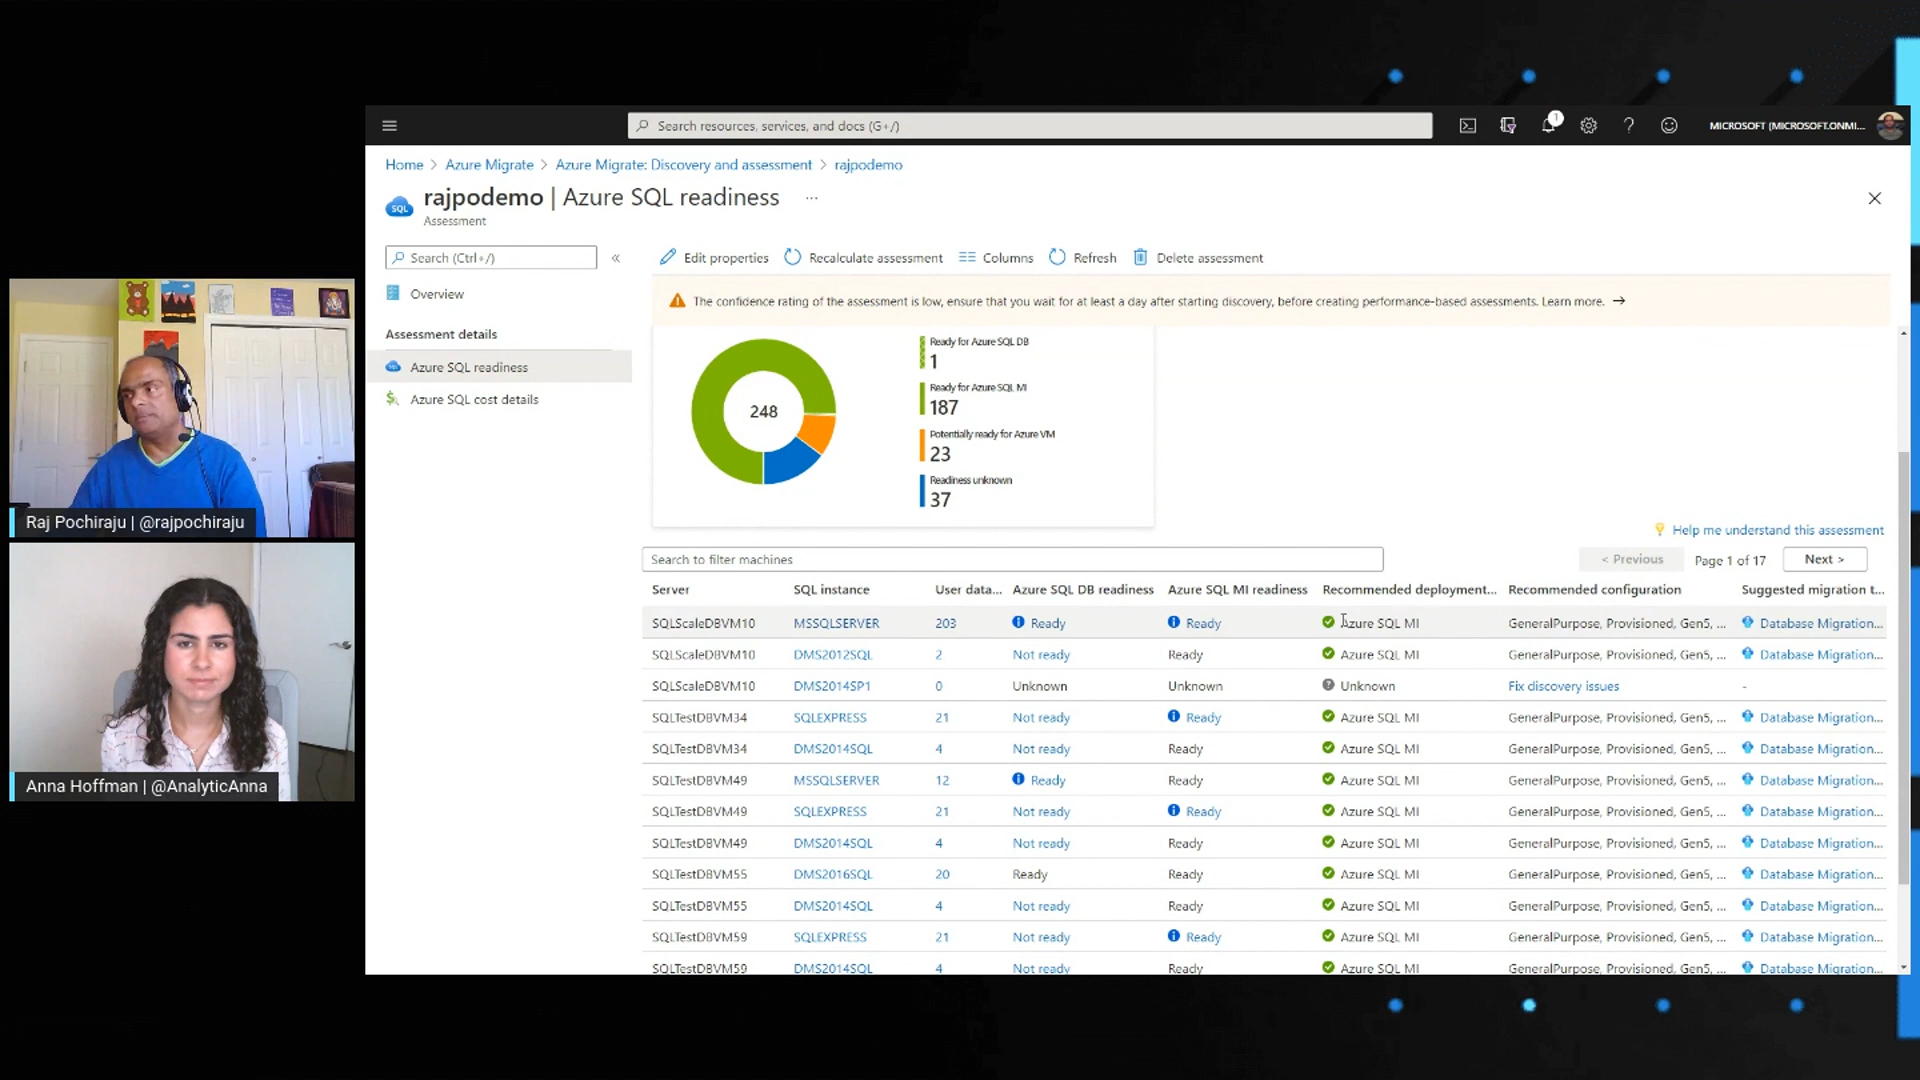 Search resources, services, and docs (G+/)
1
MICROSOFT (MICROSOFT.ONMI...
Home > Azure Migrate > Azure Migrate: Discovery and assessment > rajpodemo
SQL
rajpodemo | Azure SQL readiness ...
Assessment
Search (Ctrl+/) «
Edit properties Recalculate assessment Columns Refresh Delete assessment
Overview
Assessment details
Azure SQL readiness
Azure SQL cost details
The confidence rating of the assessment is low, ensure that you wait for at least a day after starting discovery, before creating performance-based assessments. Learn more. →
248
Ready for Azure SQL DB
1
Ready for Azure SQL MI
187
Potentially ready for Azure VM
23
Readiness unknown
37
Help me understand this assessment
Search to filter machines
< Previous Page 1 of 17 Next >
Server SQL instance User data... Azure SQL DB readiness Azure SQL MI readiness Recommended deployment... Recommended configuration Suggested migration t...
SQLScaleDBVM10 MSSQLSERVER 203 Ready Ready Azure SQL MI GeneralPurpose, Provisioned, Gen5, ... Database Migration...
SQLScaleDBVM10 DMS2012SQL 2 Not ready Ready Azure SQL MI GeneralPurpose, Provisioned, Gen5, ... Database Migration...
SQLScaleDBVM10 DMS2014SP1 0 Unknown Unknown Unknown Fix discovery issues -
SQLTestDBVM34 SQLEXPRESS 21 Not ready Ready Azure SQL MI GeneralPurpose, Provisioned, Gen5, ... Database Migration...
SQLTestDBVM34 DMS2014SQL 4 Not ready Ready Azure SQL MI GeneralPurpose, Provisioned, Gen5, ... Database Migration...
SQLTestDBVM49 MSSQLSERVER 12 Ready Ready Azure SQL MI GeneralPurpose, Provisioned, Gen5, ... Database Migration...
SQLTestDBVM49 SQLEXPRESS 21 Not ready Ready Azure SQL MI GeneralPurpose, Provisioned, Gen5, ... Database Migration...
SQLTestDBVM49 DMS2014SQL 4 Not ready Ready Azure SQL MI GeneralPurpose, Provisioned, Gen5, ... Database Migration...
SQLTestDBVM55 DMS2016SQL 20 Ready Ready Azure SQL MI GeneralPurpose, Provisioned, Gen5, ... Database Migration...
SQLTestDBVM55 DMS2014SQL 4 Not ready Ready Azure SQL MI GeneralPurpose, Provisioned, Gen5, ... Database Migration...
SQLTestDBVM59 SQLEXPRESS 21 Not ready Ready Azure SQL MI GeneralPurpose, Provisioned, Gen5, ... Database Migration...
SQLTestDBVM59 DMS2014SQL 4 Not ready Ready Azure SQL MI GeneralPurpose, Provisioned, Gen5, ... Database Migration...
Raj Pochiraju | @rajpochiraju
Anna Hoffman | @AnalyticAnna